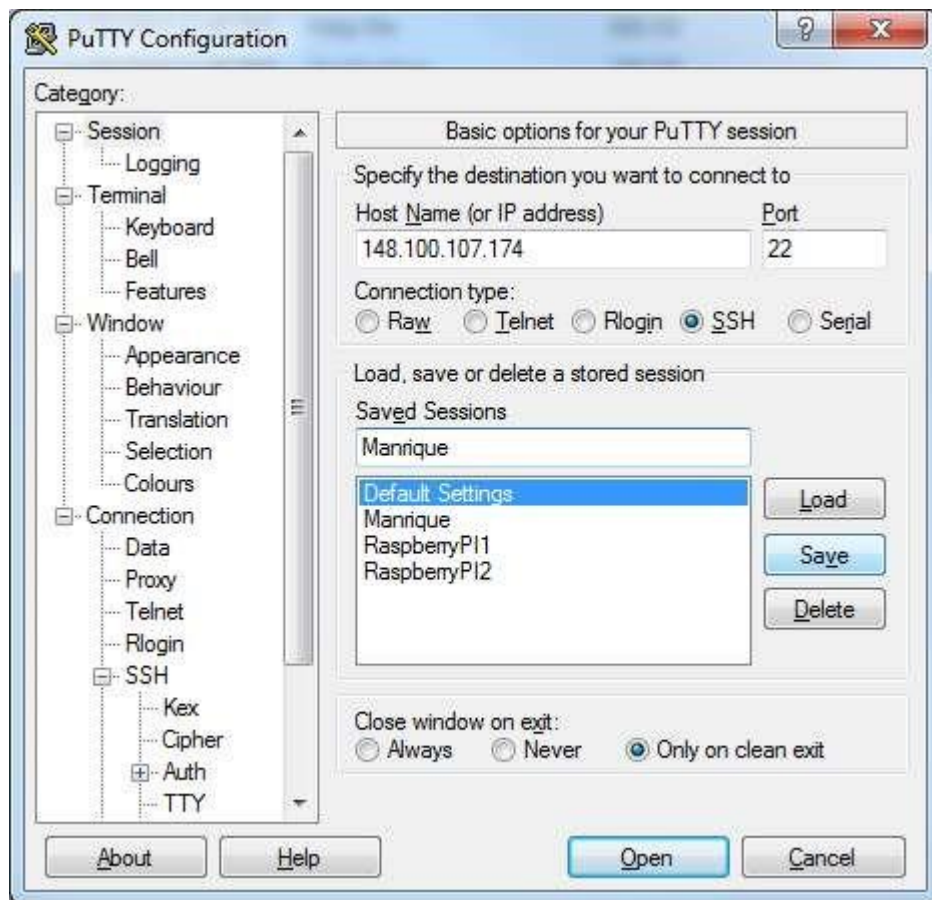 PuTTY Configuration
Category:
Session
Logging
Terminal
Keyboard
Bell
Features
Window
Appearance
Behaviour
Translation
Selection
Colours
Connection
Data
Proxy
Telnet
Rlogin
SSH
Kex
Cipher
Auth
TTY
Basic options for your PuTTY session
Specify the destination you want to connect to
Host Name (or IP address) Port
148.100.107.174 22
Connection type:
Raw Telnet Rlogin SSH Serial
Load, save or delete a stored session
Saved Sessions
Manrique
Default Settings
Manrique
RaspberryPI1
RaspberryPI2
Load
Save
Delete
Close window on exit:
Always Never Only on clean exit
About Help Open Cancel